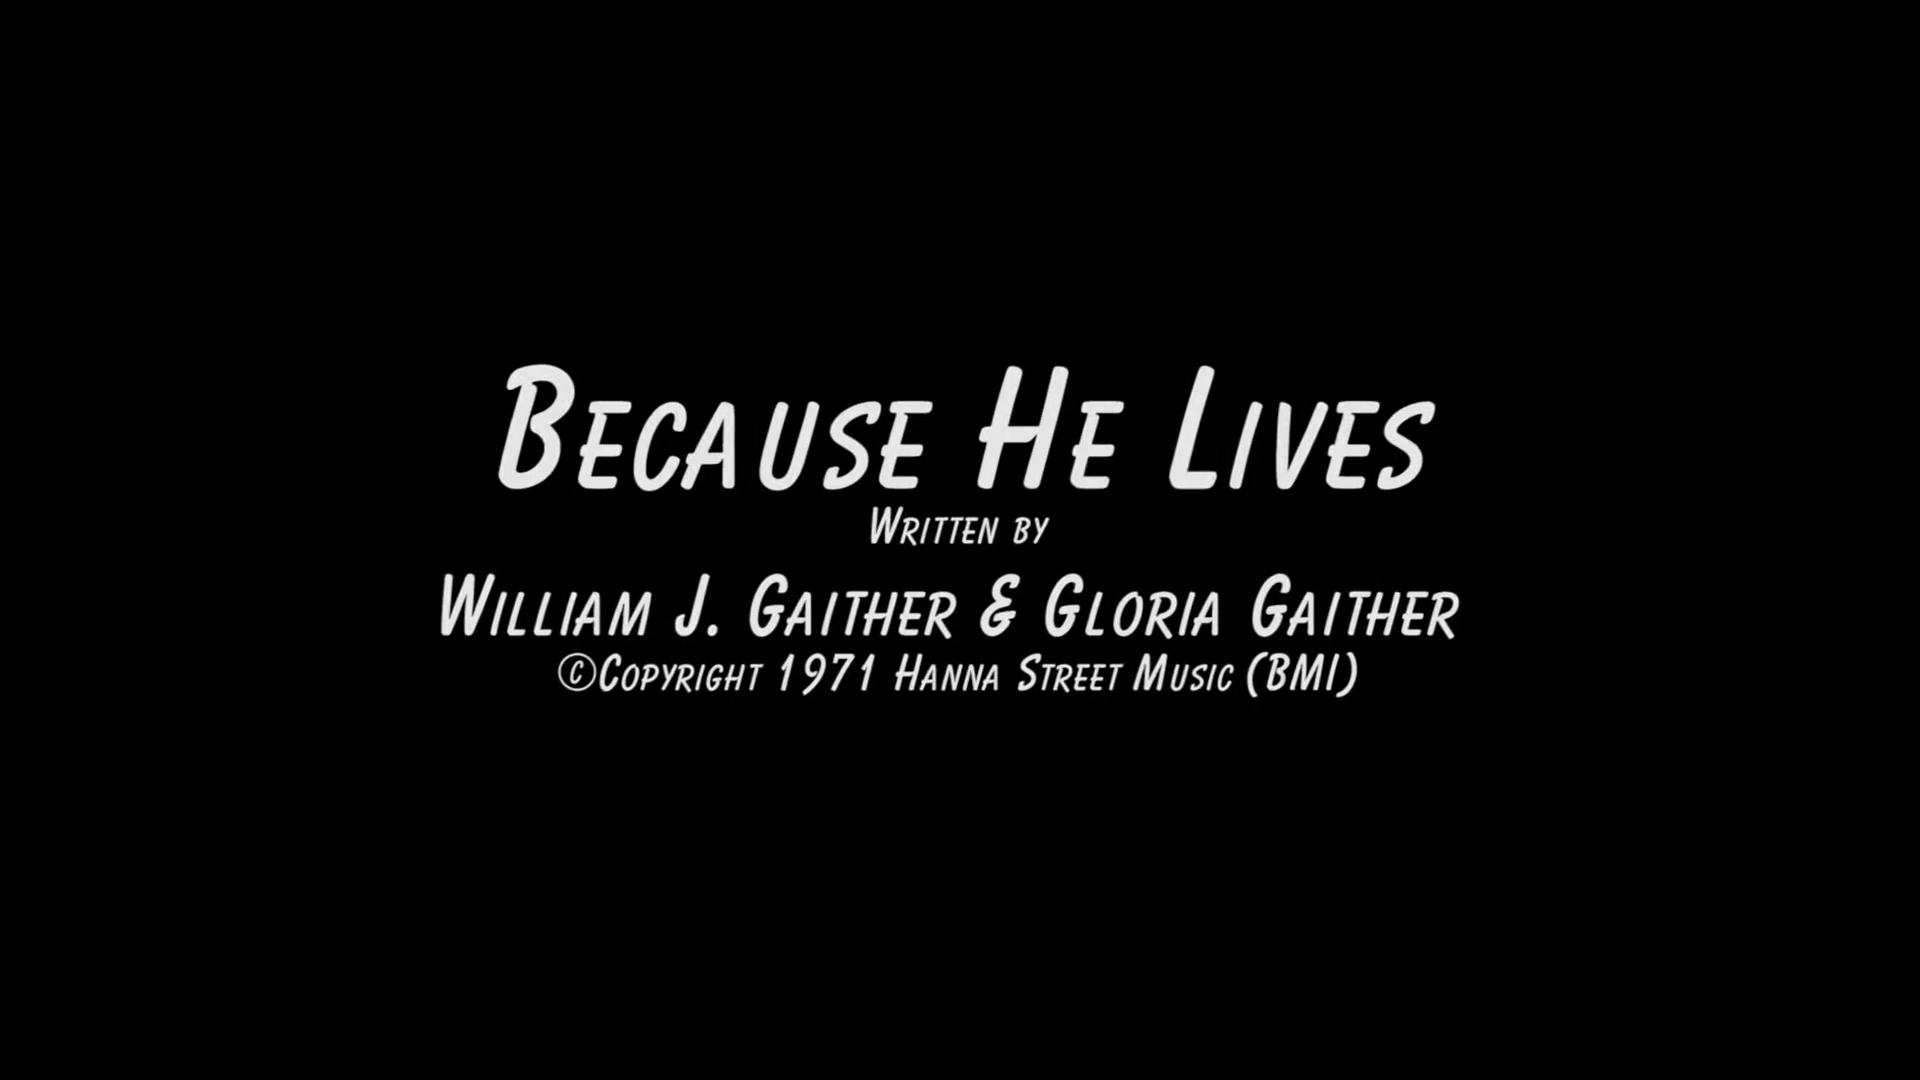 Because He Lives
Written by
William J. Gaither & Gloria Gaither
©Copyright 1971 Hanna Street Music (BMI)